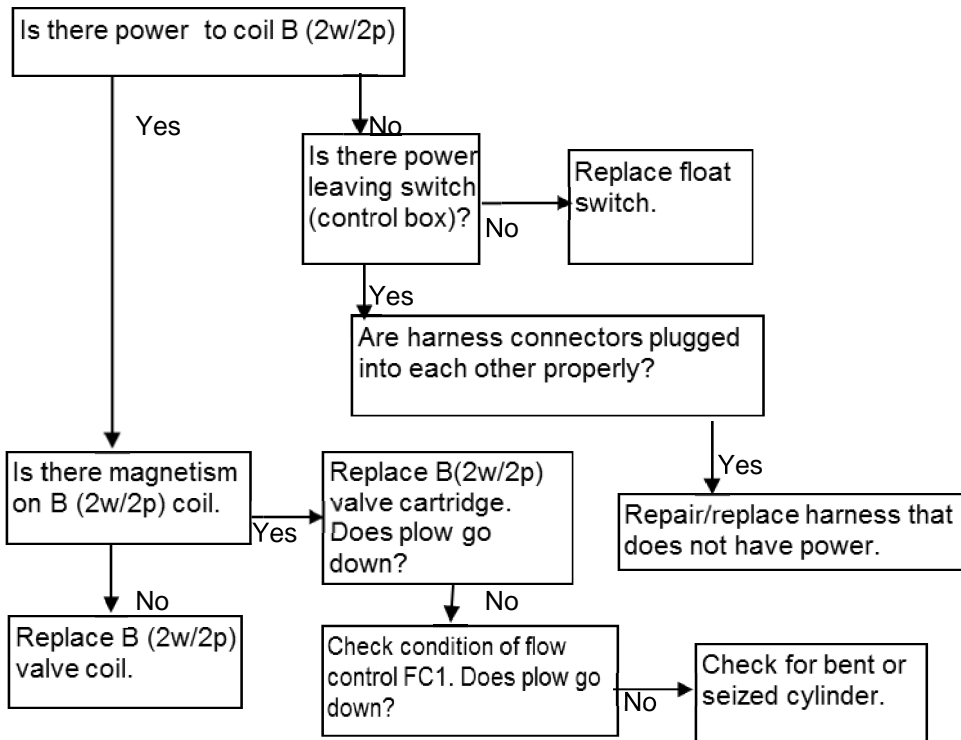 Is there power to coil B (2w/2p)
Yes
No
Is there power
leaving switch
(control box)?
No
Replace float
switch.
Yes
Are harness connectors plugged
into each other properly?
Yes
Repair/replace harness that
does not have power.
Is there magnetism
on B (2w/2p) coil.
Yes
Replace B(2w/2p)
valve cartridge.
Does plow go
down?
No
Replace B (2w/2p)
valve coil.
No
Check condition of flow
control FC1. Does plow go
down?
No
Check for bent or
seized cylinder.